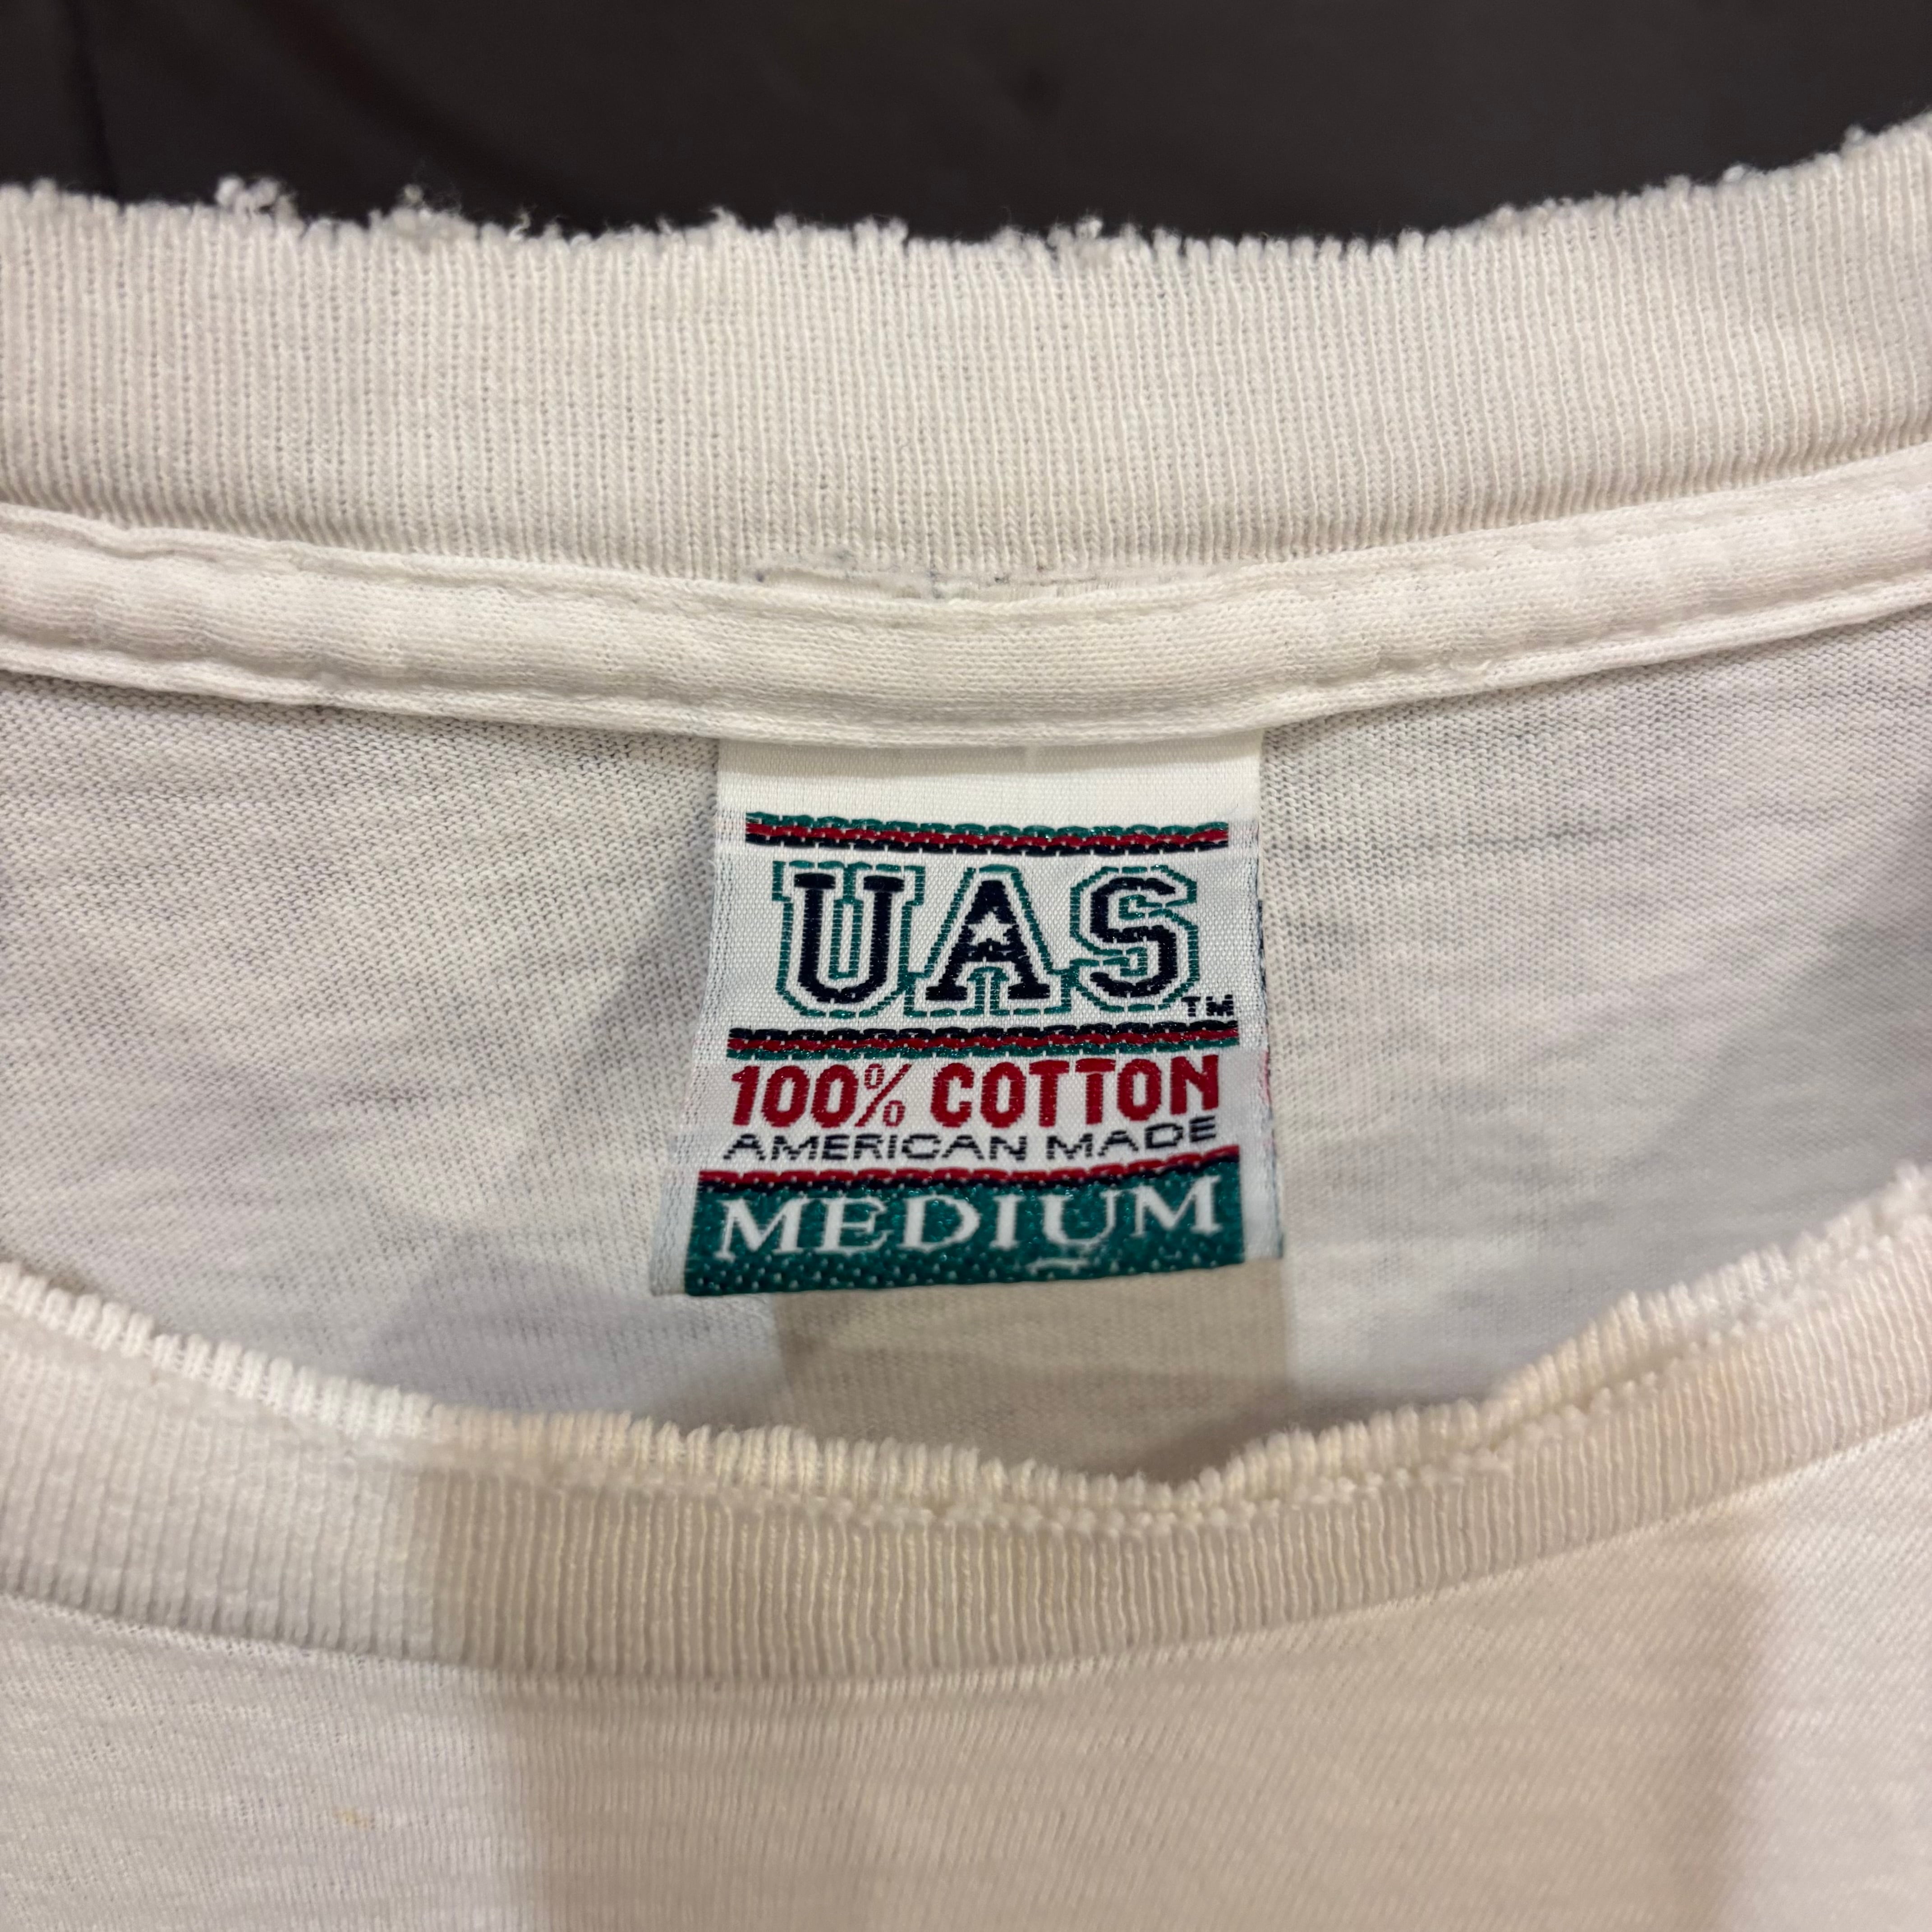 UAS TM
100% COTTON
AMERICAN MADE
MEDIUM